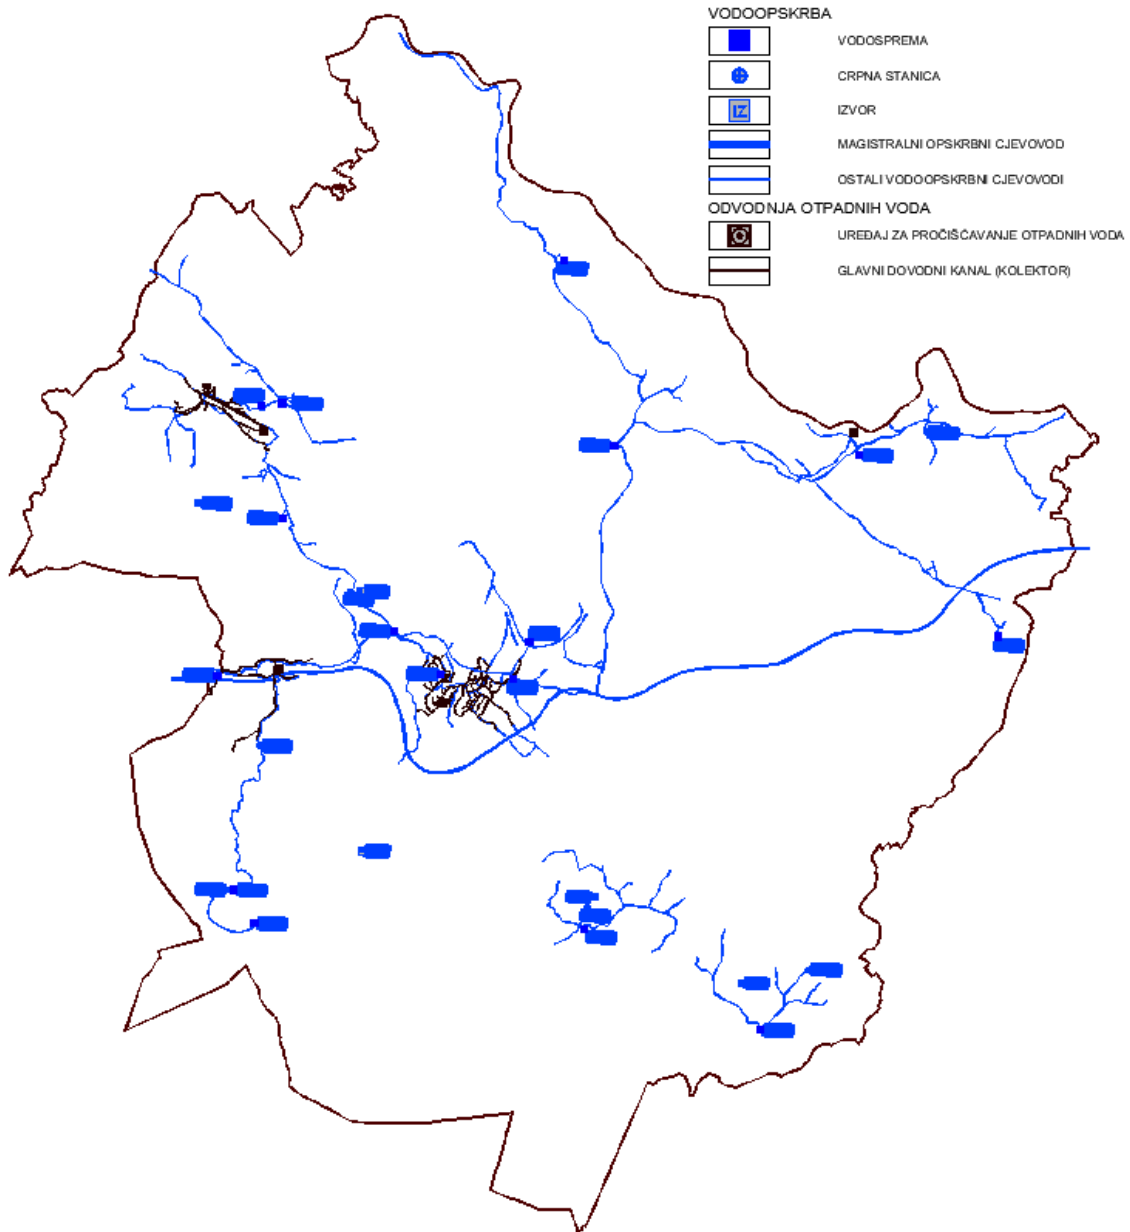 VODOOPSKRBA
VODOSPREMA
CRPNA STANICA
IZ
IZVOR
MAGISTRALNI OPSKRBNI CJEVOVOD
OSTALI VODOOPSKRBNI CJEVOVODI
ODVODNJA OTPADNIH VODA
UREĐAJ ZA PROČIŠĆAVANJE OTPADNIH VODA
GLAVNI DOVODNI KANAL (KOLEKTOR)